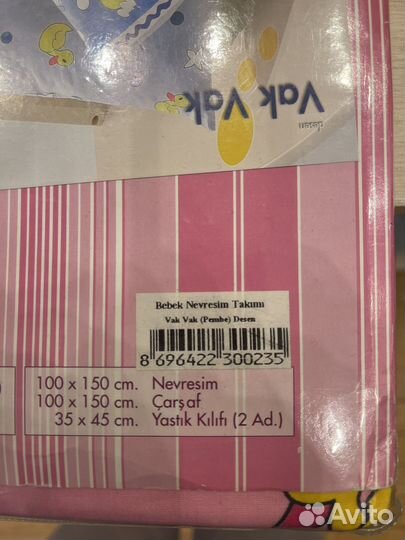 Vak Vak
desen
Bebek Nevresim Takımı
Vak Vak (Pembe) Desen
8 696422 300235
100 x 150 cm. Nevresim
100 x 150 cm. Çarşaf
35 x 45 cm. Yastık Kılıfı (2 Ad.)
Avito